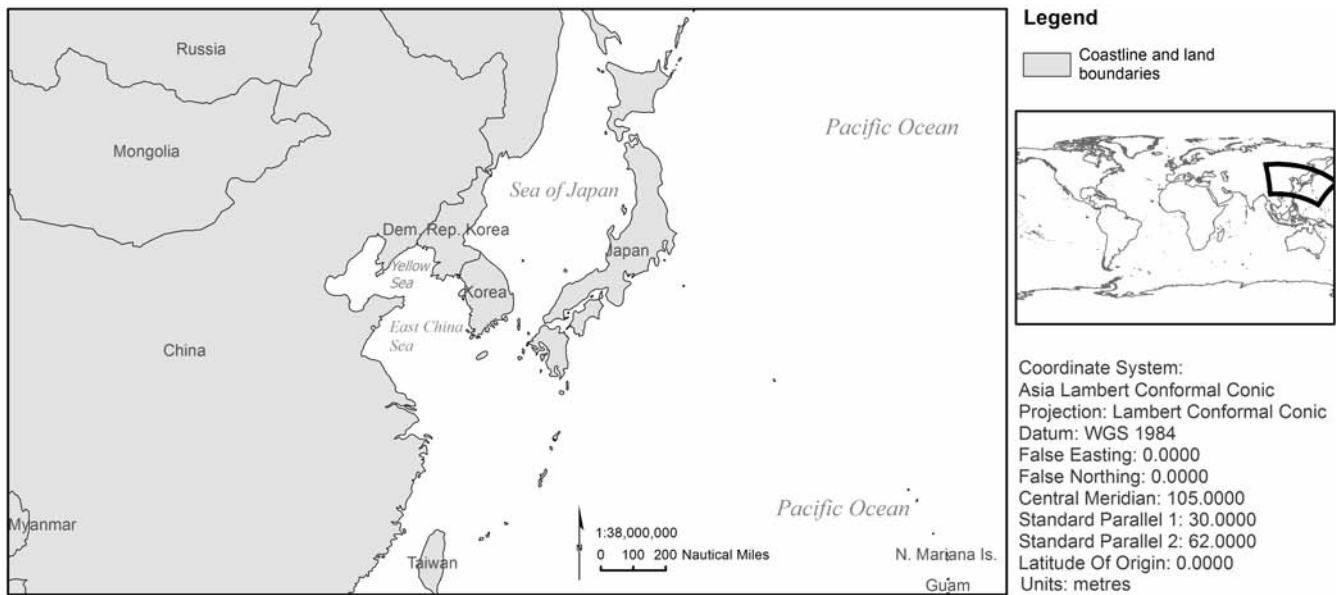 Russia
Mongolia
Pacific Ocean
Sea of Japan
Dem. Rep. Korea
Japan
Yellow
Sea
Korea
East China
Sea
China
Pacific Ocean
Myanmar
Taiwan
N
1:38,000,000
0 100 200 Nautical Miles
N. Mariana Is.
Guam
Legend
Coastline and land
boundaries
Coordinate System:
Asia Lambert Conformal Conic
Projection: Lambert Conformal Conic
Datum: WGS 1984
False Easting: 0.0000
False Northing: 0.0000
Central Meridian: 105.0000
Standard Parallel 1: 30.0000
Standard Parallel 2: 62.0000
Latitude Of Origin: 0.0000
Units: metres